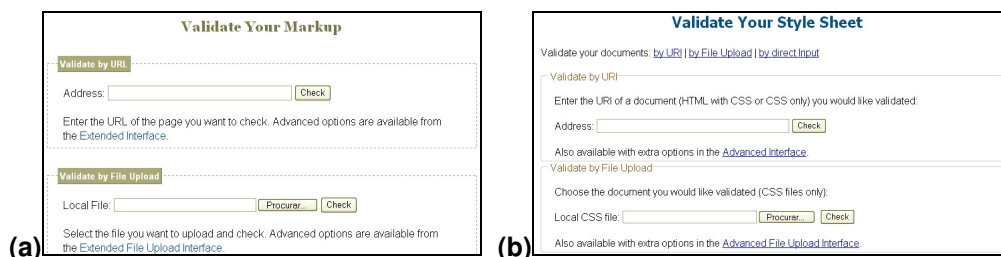 Validate Your Markup
Validate by URL
Address: Check
Enter the URL of the page you want to check. Advanced options are available from
the Extended Interface.
Validate by File Upload
Local File: Procurar... Check
Select the file you want to upload and check. Advanced options are available from
the Extended File Upload Interface.
(a)
Validate Your Style Sheet
Validate your documents: by URI | by File Upload | by direct Input
Validate by URI
Enter the URI of a document (HTML with CSS or CSS only) you would like validated:
Address: Check
Also available with extra options in the Advanced Interface.
Validate by File Upload
Choose the document you would like validated (CSS files only):
Local CSS file: Procurar... Check
Also available with extra options in the Advanced File Upload Interface.
(b)